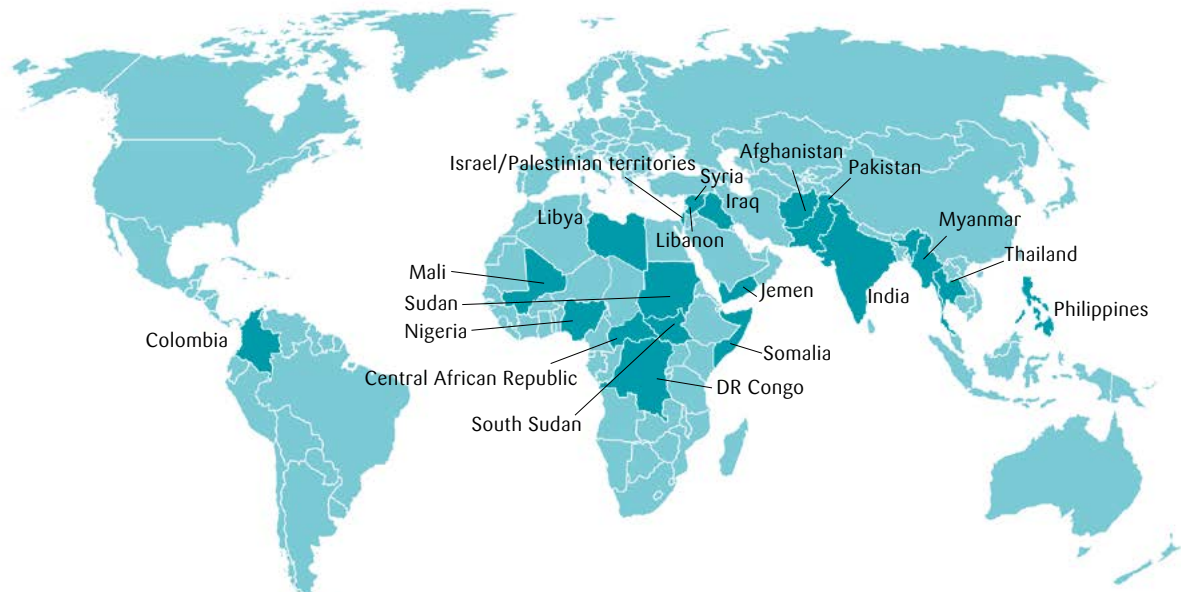 Israel/Palestinian territories
Afghanistan
Syria
Pakistan
Iraq
Libya
Lebanon
Myanmar
Thailand
Mali
Sudan
Jemen
India
Philippines
Nigeria
Colombia
Somalia
Central African Republic
DR Congo
South Sudan